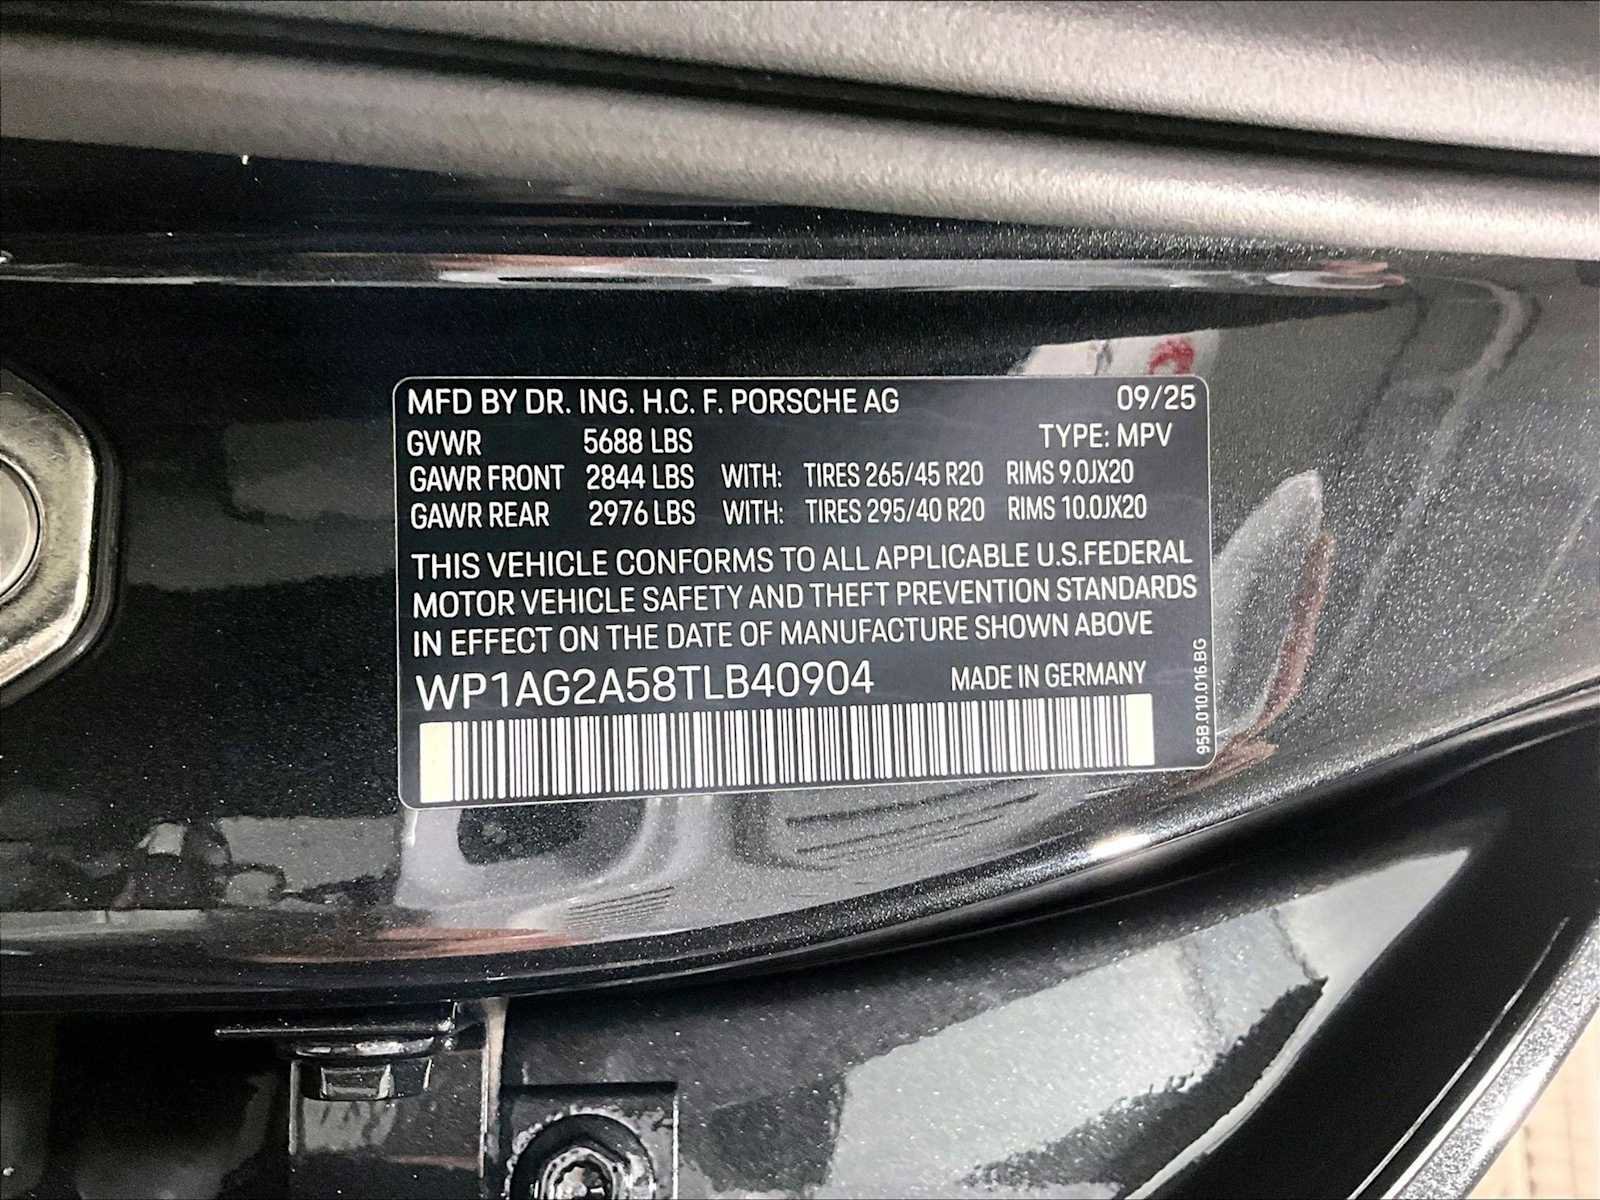 MFD BY DR. ING. H.C. F. PORSCHE AG 09/25
GVWR 5688 LBS TYPE: MPV
GAWR FRONT 2844 LBS WITH: TIRES 265/45 R20 RIMS 9.0JX20
GAWR REAR 2976 LBS WITH: TIRES 295/40 R20 RIMS 10.0JX20
THIS VEHICLE CONFORMS TO ALL APPLICABLE U.S.FEDERAL
MOTOR VEHICLE SAFETY AND THEFT PREVENTION STANDARDS
IN EFFECT ON THE DATE OF MANUFACTURE SHOWN ABOVE
WP1AG2A58TLB40904 MADE IN GERMANY
95B.010.016.BG